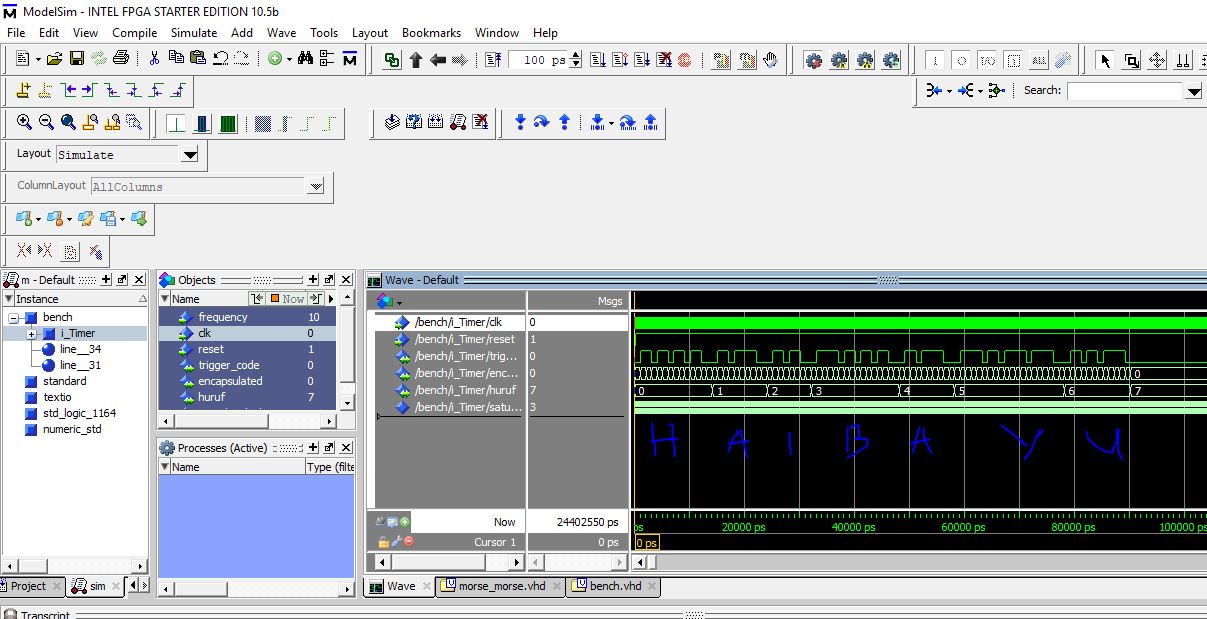 ModelSim - INTEL FPGA STARTER EDITION 10.5b
File Edit View Compile Simulate Add Wave Tools Layout Bookmarks Window Help
100 ps
Search:
Layout Simulate
ColumnLayout AllColumns
m - Default
Instance
bench
i_Timer
line__34
line__31
standard
textio
std_logic_1164
numeric_std
Project sim
Objects
Name Now
frequency 10
clk 0
reset 1
trigger_code 0
encapsulated 0
huruf 7
Processes (Active)
Name Type (filte
Wave - Default
Msgs
/bench/i_Timer/clk 0
/bench/i_Timer/reset 1
/bench/i_Timer/trig... 0
/bench/i_Timer/enc... 0 0
/bench/i_Timer/huruf 7 0 1 2 3 4 5 6 7
/bench/i_Timer/satu... 3
H A I B A Y U
Now 24402550 ps ps 20000 ps 40000 ps 60000 ps 80000 ps 100000 ps
Cursor 1 0 ps 0 ps
Wave morse_morse.vhd bench.vhd
Transcript